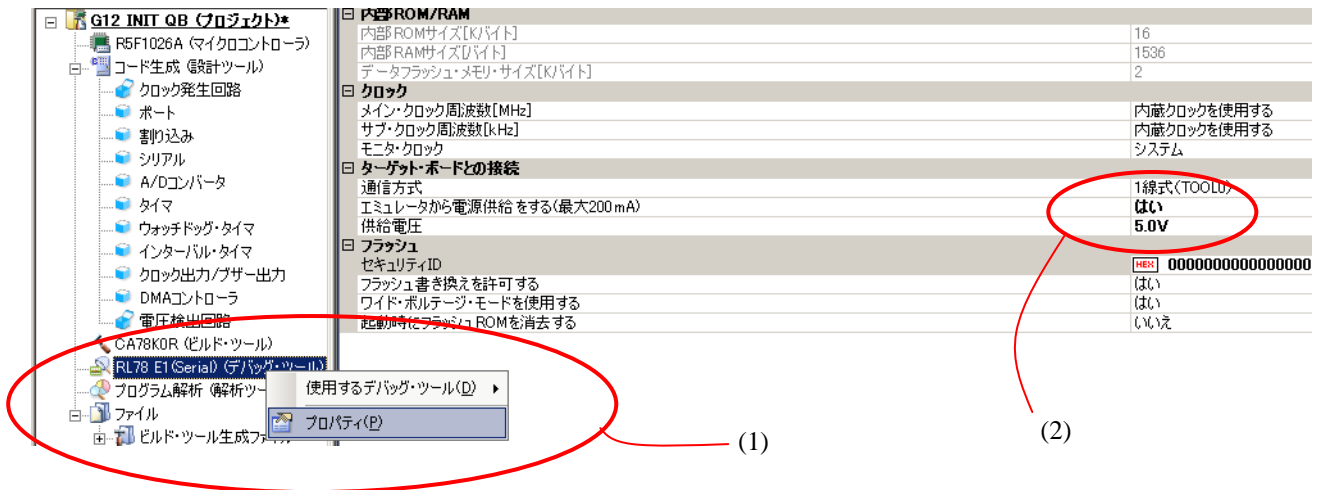 G12 INIT QB (プロジェクト)*
R5F1026A (マイクロコントローラ)
コード生成 (設計ツール)
クロック発生回路
ポート
割り込み
シリアル
A/Dコンバータ
タイマ
ウォッチドッグ・タイマ
インターバル・タイマ
クロック出力/ブザー出力
DMAコントローラ
電圧検出回路
CA78K0R (ビルド・ツール)
RL78 E1(Serial) (デバッグ・ツール)
プログラム解析 (解析ツー
ファイル
ビルド・ツール生成ファイル
使用するデバッグ・ツール(D)
プロパティ(P)
内部ROM/RAM
内部ROMサイズ[Kバイト] 16
内部RAMサイズ[バイト] 1536
データフラッシュ・メモリ・サイズ[Kバイト] 2
クロック
メイン・クロック周波数[MHz] 内蔵クロックを使用する
サブ・クロック周波数[kHz] 内蔵クロックを使用する
モニタ・クロック システム
ターゲット・ボードとの接続
通信方式 1線式(TOOL0)
エミュレータから電源供給をする(最大200mA) はい
供給電圧 5.0V
フラッシュ
セキュリティID HEX 0000000000000000
フラッシュ書き換えを許可する はい
ワイド・ボルテージ・モードを使用する はい
起動時にフラッシュROMを消去する いいえ
(1)
(2)